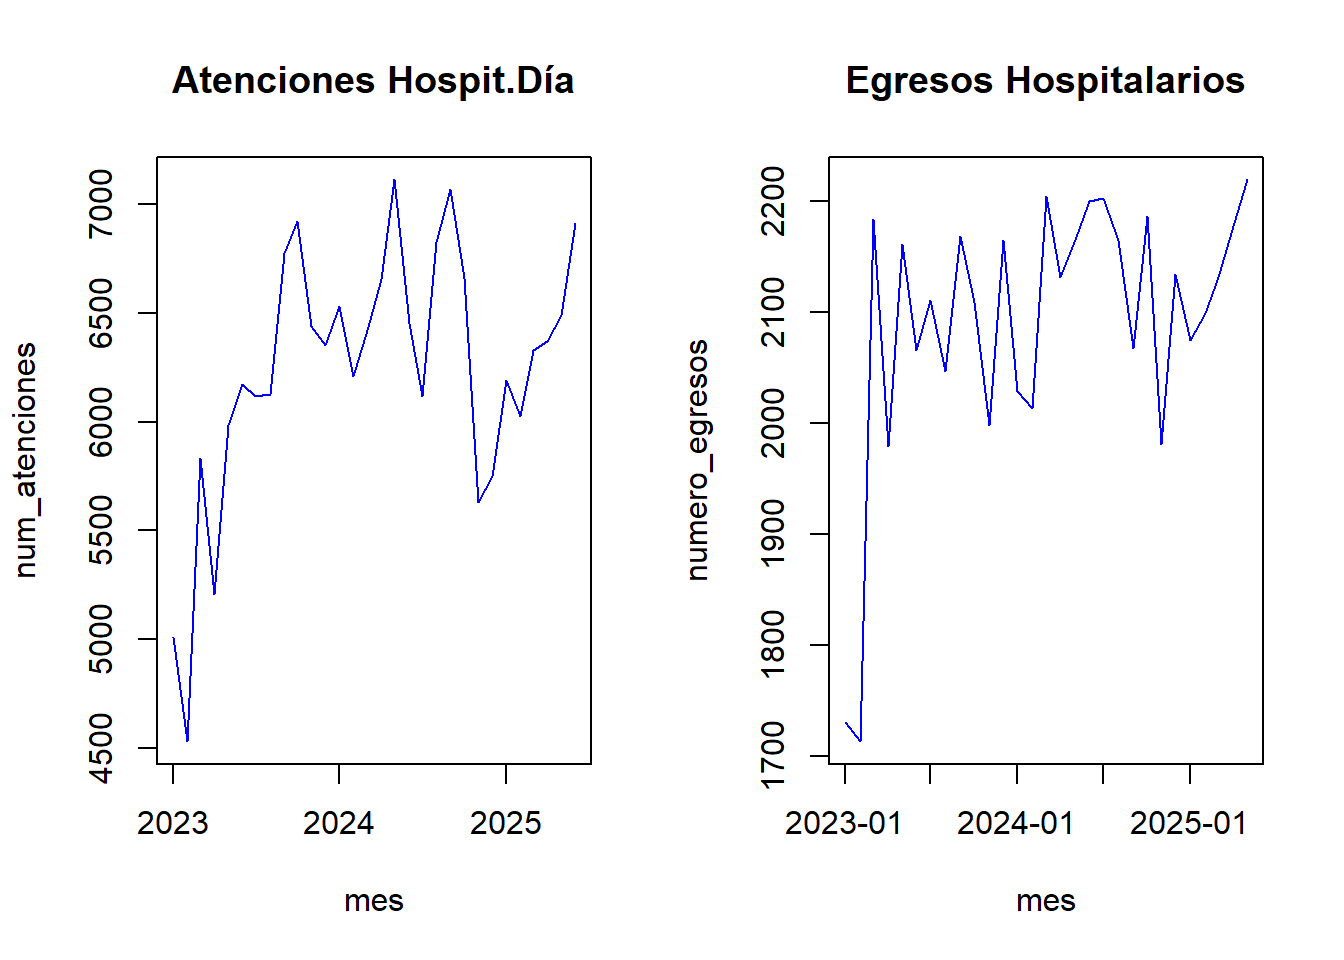 Atenciones Hospit.Día
num_atenciones
7000
6500
6000
5500
5000
4500
2023 2024 2025
mes
Egresos Hospitalarios
numero_egresos
2200
2100
2000
1900
1800
1700
2023-01 2024-01 2025-01
mes